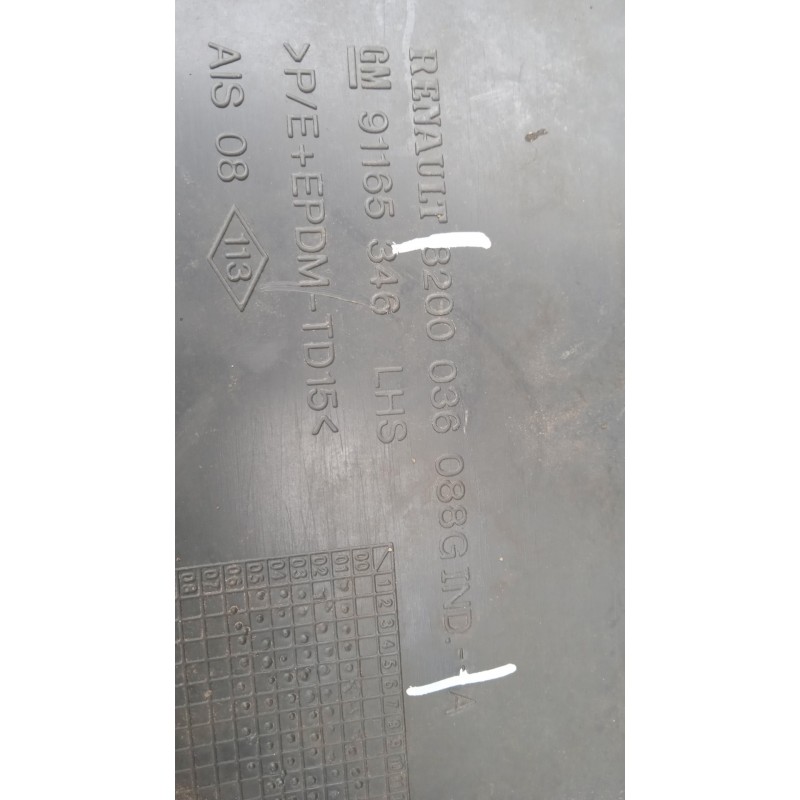 RENAULT 8200 036 088G IND.-A
GM 91165 346 LHS
>P/E+EPDM-TD15<
AIS 08 113